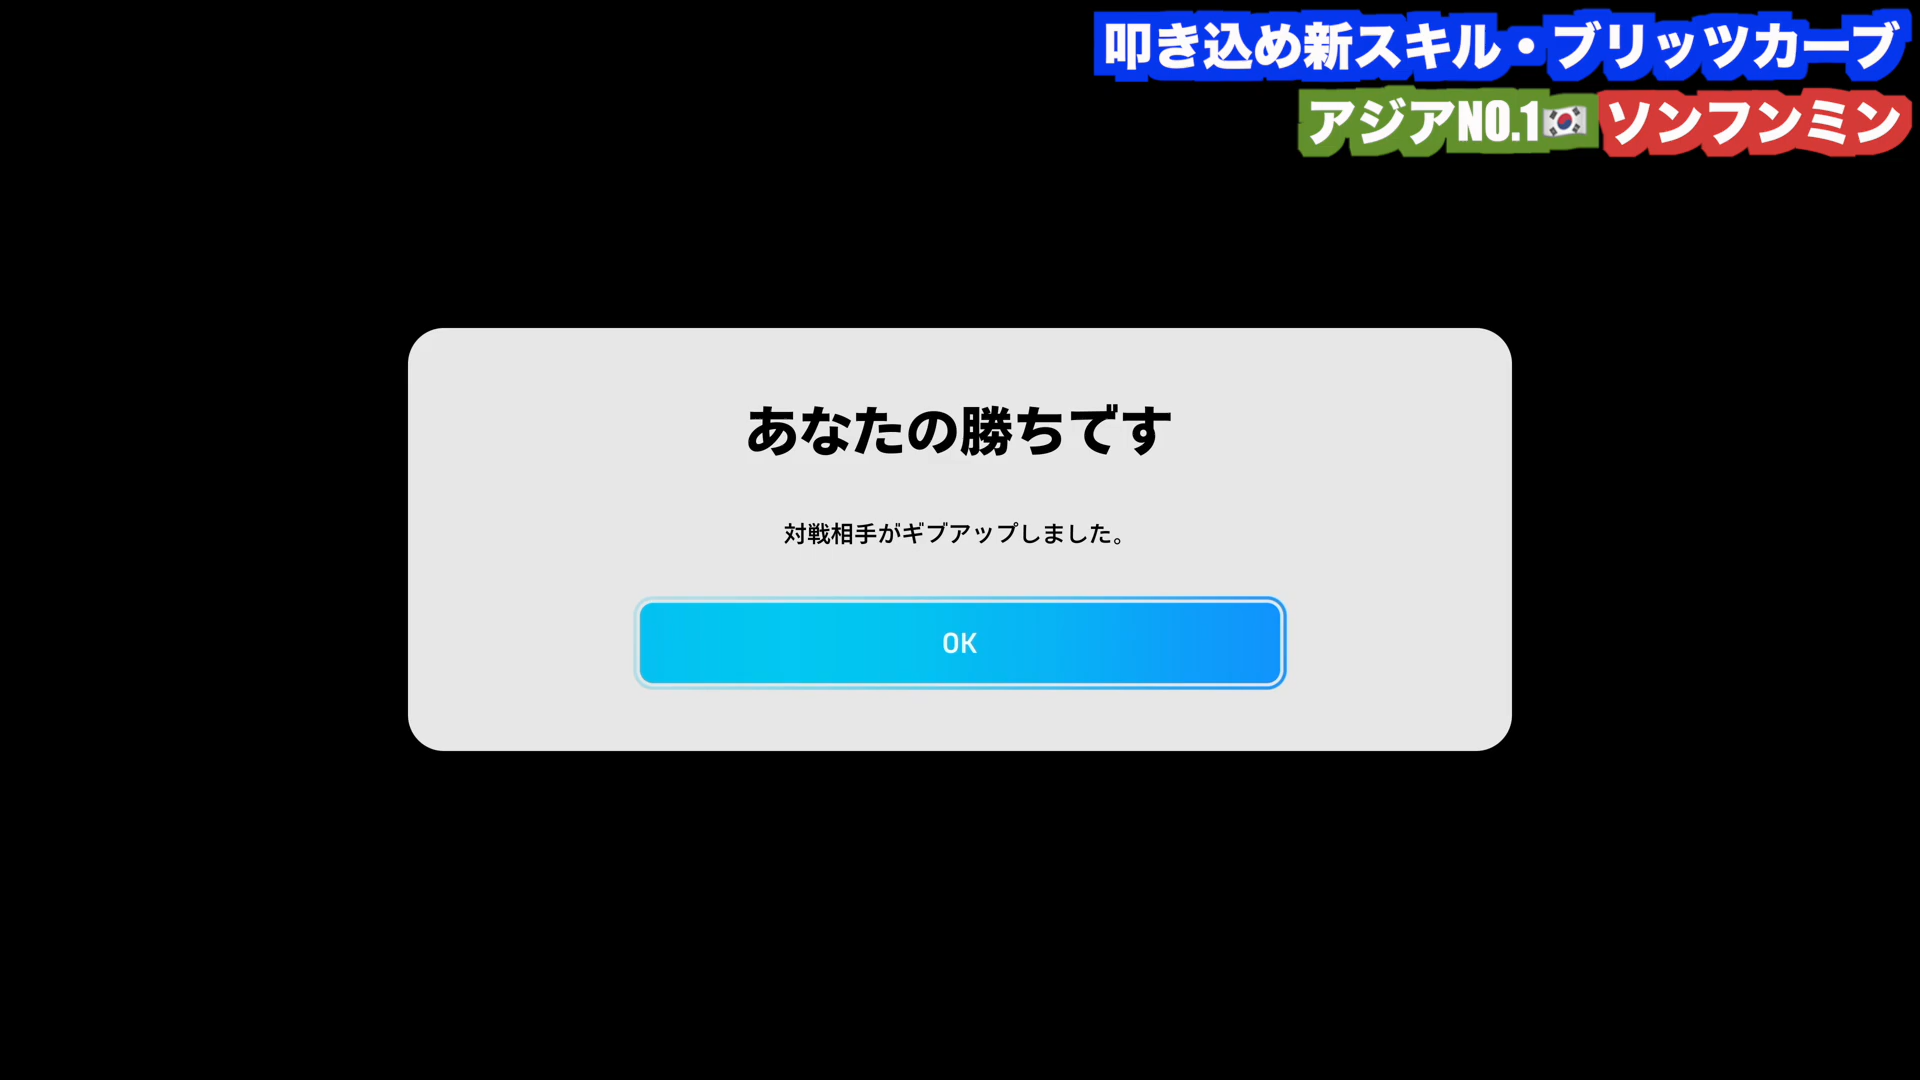 叩き込め新スキル・ブリッツカーブ
アジアNO.1🇰🇷ソンフンミン
あなたの勝ちです
対戦相手がギブアップしました。
OK